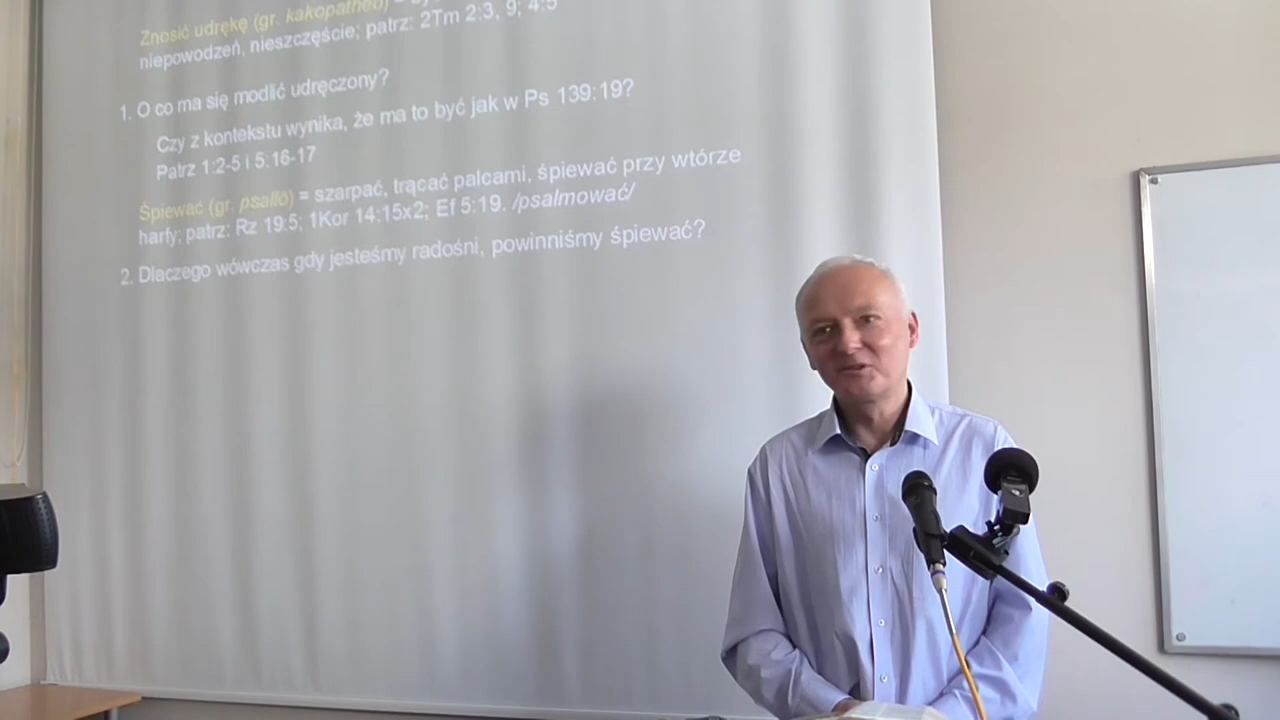 Znosić udrękę (gr. kakopatheo) =
niepowodzeń, nieszczęście; patrz: 2Tm 2:3, 9; 4:5
1. O co ma się modlić udręczony?
Czy z kontekstu wynika, że ma to być jak w Ps 139:19?
Patrz 1:2-5 i 5:16-17
Śpiewać (gr. psallo) = szarpać, trącać palcami, śpiewać przy wtórze
harfy; patrz: Rz 19:5; 1Kor 14:15x2; Ef 5:19. /psalmować/
2. Dlaczego wówczas gdy jesteśmy radośni, powinniśmy śpiewać?